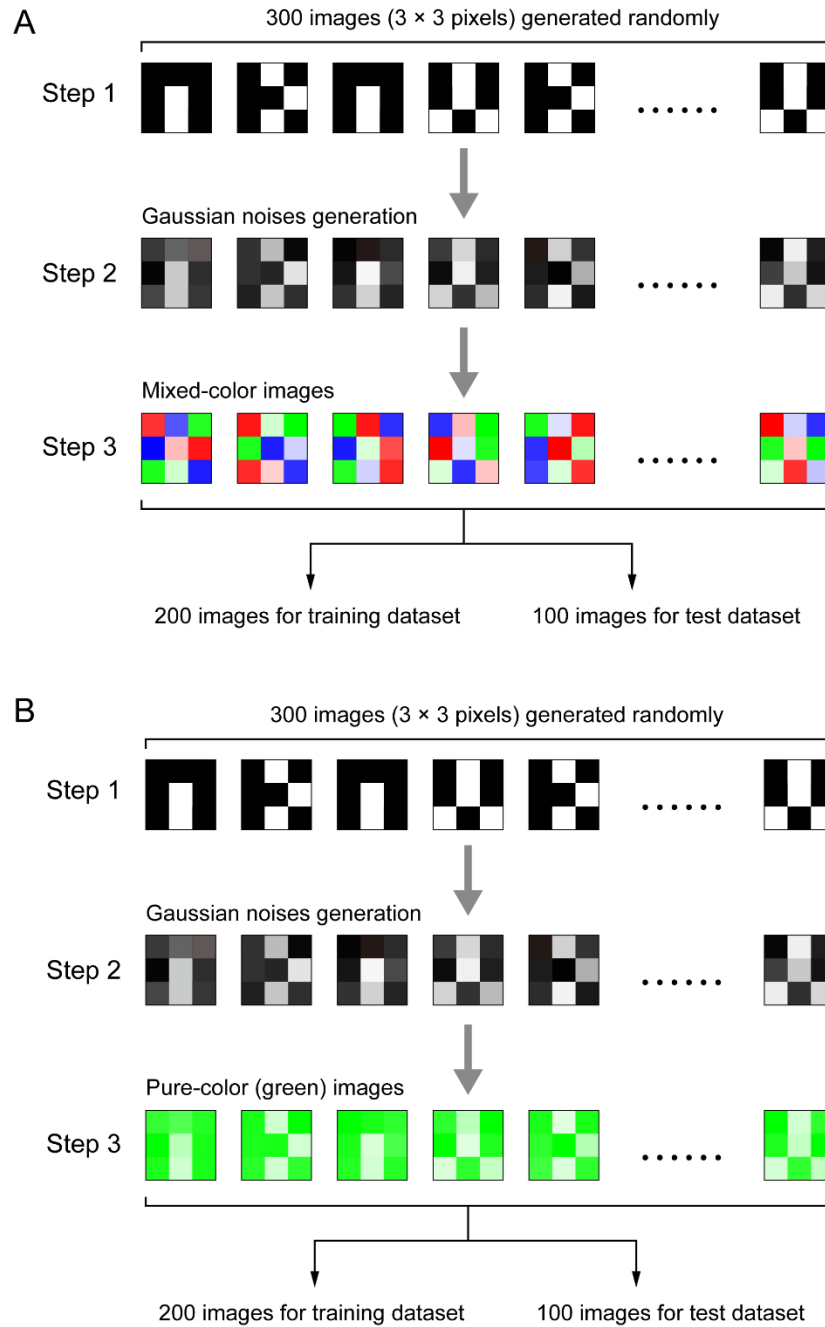 A
300 images (3 × 3 pixels) generated randomly
Step 1
Gaussian noises generation
Step 2
Mixed-color images
Step 3
200 images for training dataset
100 images for test dataset
B
300 images (3 × 3 pixels) generated randomly
Step 1
Gaussian noises generation
Step 2
Pure-color (green) images
Step 3
200 images for training dataset
100 images for test dataset